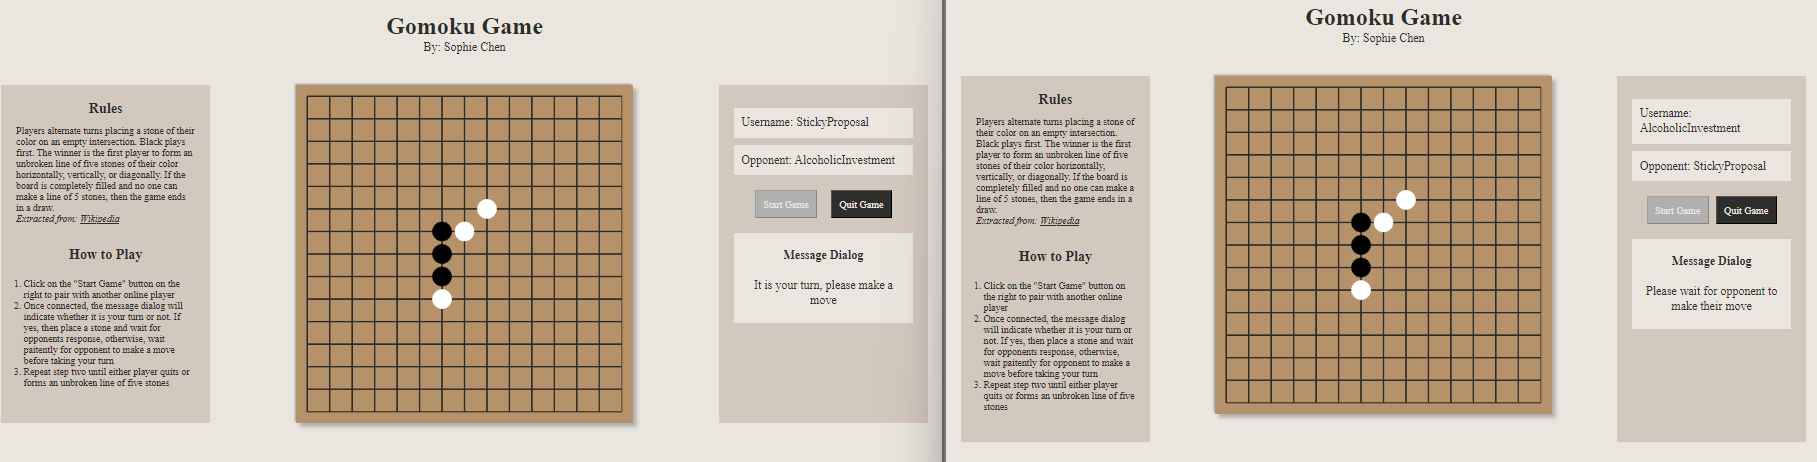 Gomoku Game
By: Sophie Chen
Rules
Players alternate turns placing a stone of their
color on an empty intersection. Black plays
first. The winner is the first player to form an
unbroken line of five stones of their color
horizontally, vertically, or diagonally. If the
board is completely filled and no one can
make a line of 5 stones, then the game ends
in a draw.
Extracted from: Wikipedia
How to Play
1. Click on the "Start Game" button on the
right to pair with another online player
2. Once connected, the message dialog will
indicate whether it is your turn or not. If
yes, then place a stone and wait for
opponents response, otherwise, wait
paitently for opponent to make a move
before taking your turn
3. Repeat step two until either player quits or
forms an unbroken line of five stones
Username: StickyProposal
Opponent: AlcoholicInvestment
Start Game
Quit Game
Message Dialog
It is your turn, please make a
move
Gomoku Game
By: Sophie Chen
Rules
Players alternate turns placing a stone of
their color on an empty intersection.
Black plays first. The winner is the first
player to form an unbroken line of five
stones of their color horizontally,
vertically, or diagonally. If the board is
completely filled and no one can make a
line of 5 stones, then the game ends in a
draw.
Extracted from: Wikipedia
How to Play
1. Click on the "Start Game" button on
the right to pair with another online
player
2. Once connected, the message dialog
will indicate whether it is your turn or
not. If yes, then place a stone and wait
for opponents response, otherwise,
wait paitently for opponent to make a
move before taking your turn
3. Repeat step two until either player
quits or forms an unbroken line of five
stones
Username:
AlcoholicInvestment
Opponent: StickyProposal
Start Game
Quit Game
Message Dialog
Please wait for opponent to
make their move